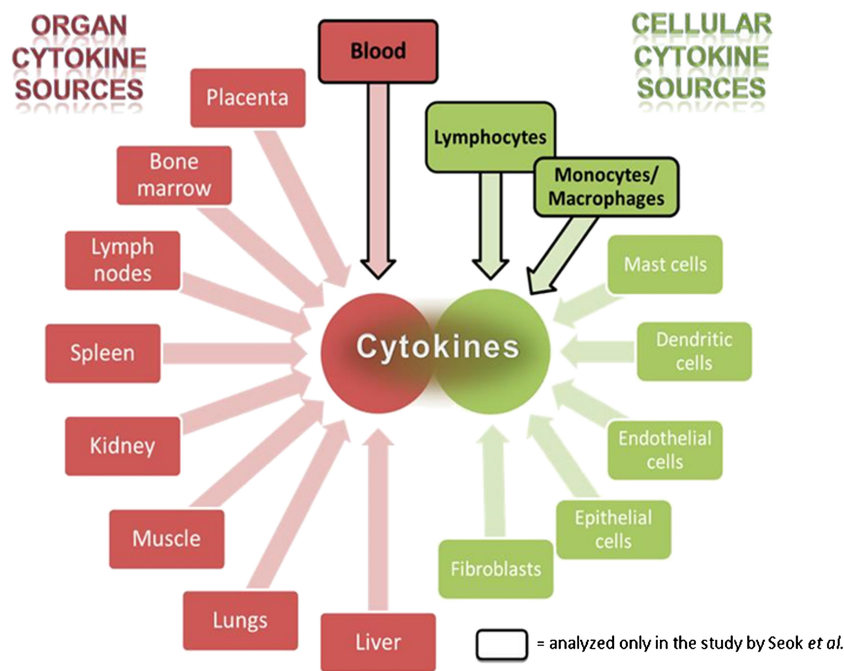 ORGAN
CYTOKINE
SOURCES
CELLULAR
CYTOKINE
SOURCES
Blood
Placenta
Bone
marrow
Lymph
nodes
Spleen
Kidney
Muscle
Lungs
Liver
Lymphocytes
Monocytes/
Macrophages
Mast cells
Dendritic
cells
Endothelial
cells
Epithelial
cells
Fibroblasts
Cytokines
= analyzed only in the study by Seok et al.